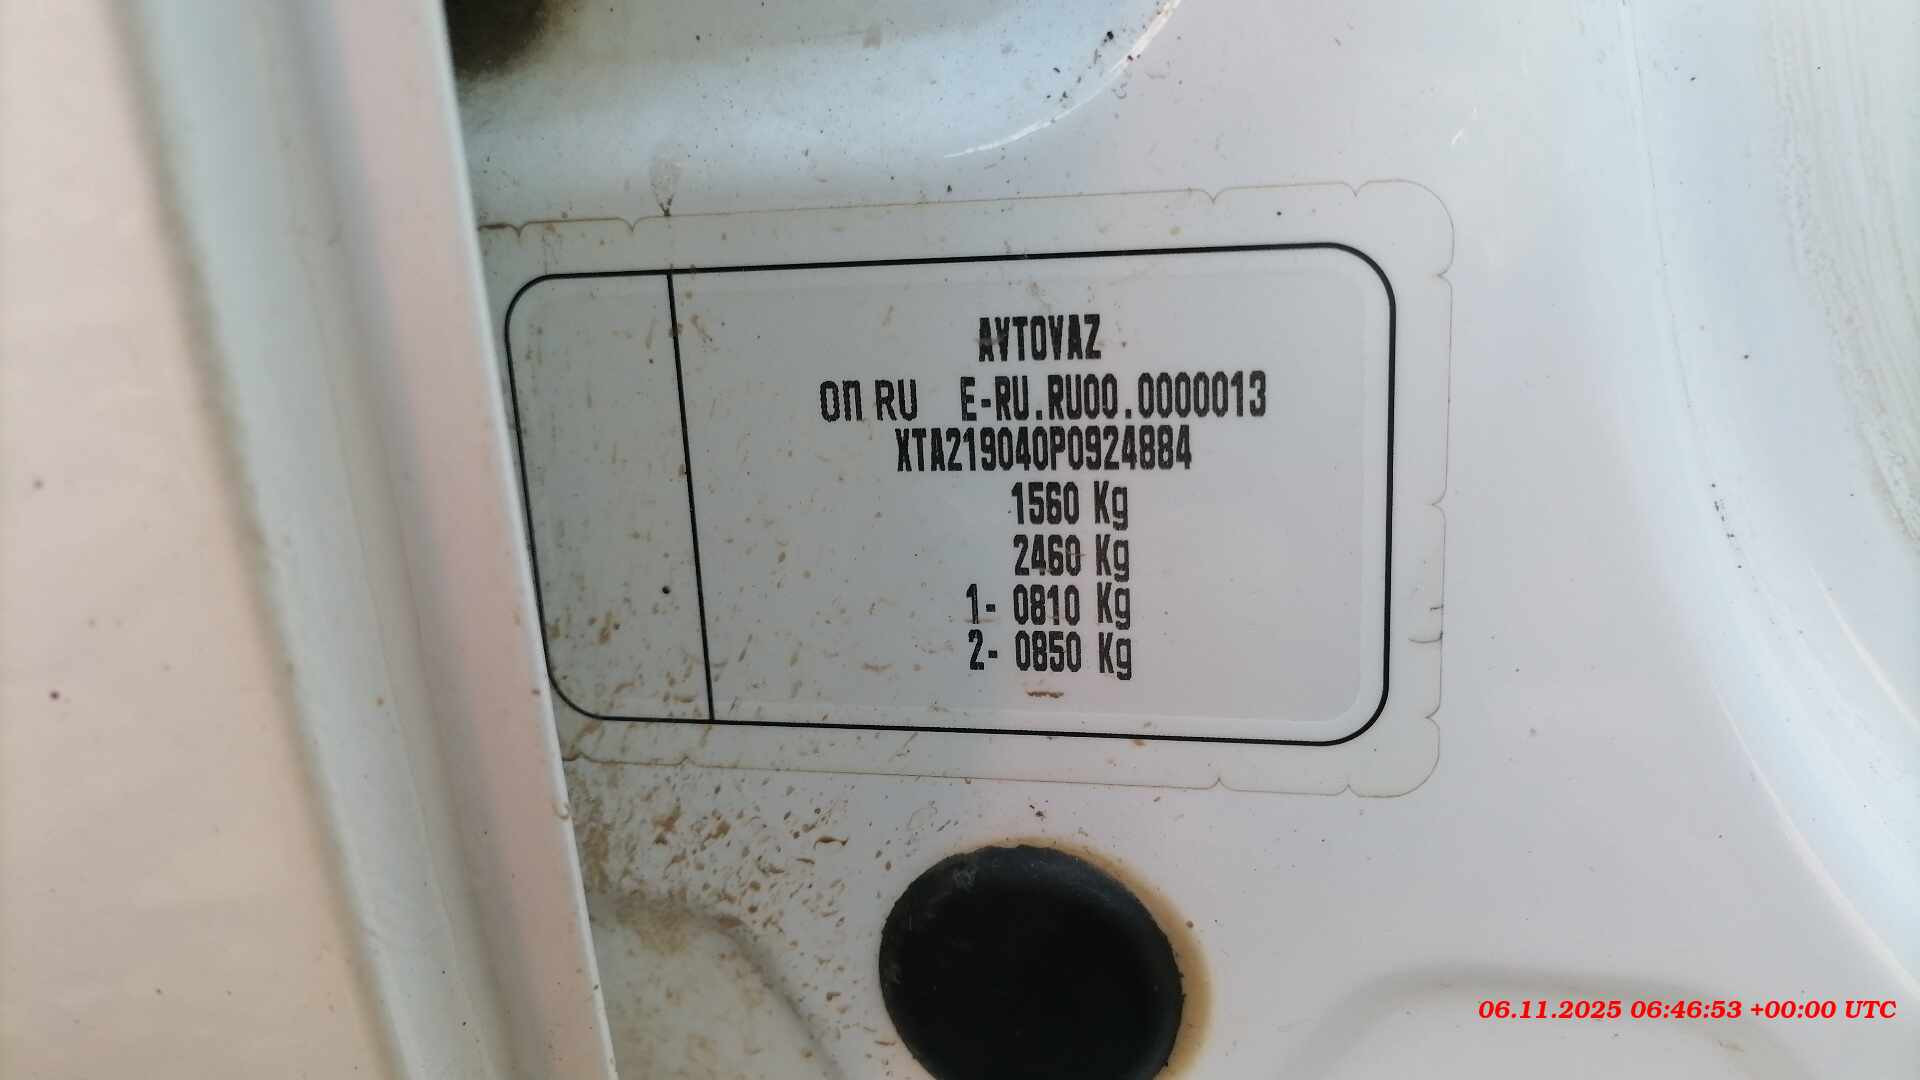 AVTOVAZ
ОП RU E-RU.RU00.0000013
XTA219040P0924884
1560 Kg
2460 Kg
1- 0810 Kg
2- 0850 Kg
06.11.2025 06:46:53 +00:00 UTC